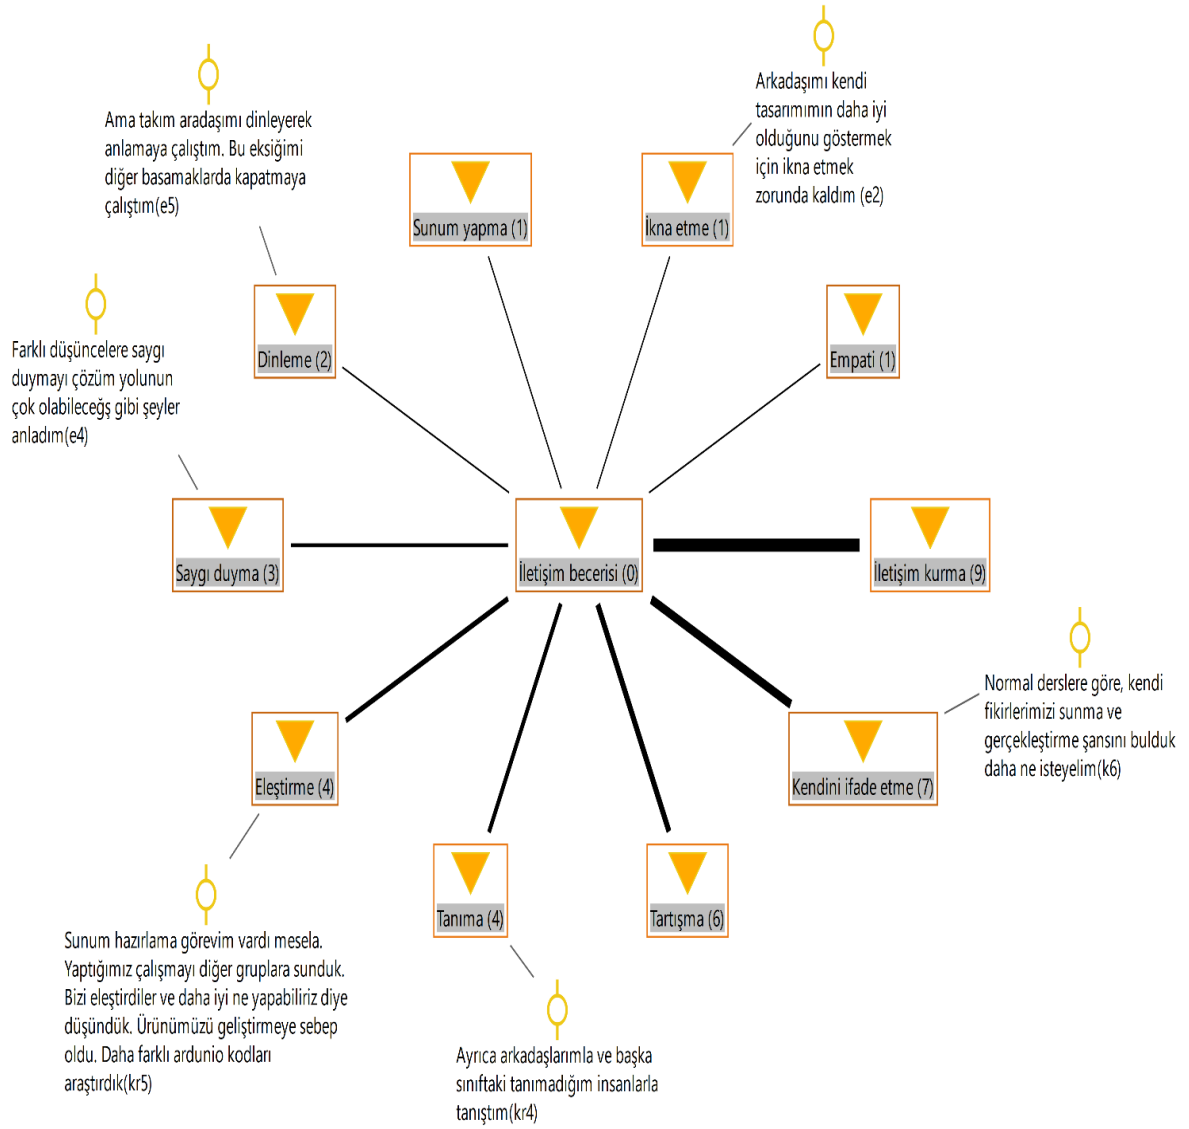 Arkadaşımı kendi
tasarımımın daha iyi
olduğunu göstermek
için ikna etmek
zorunda kaldım (e2)
Ama takım aradaşımı dinleyerek
anlamaya çalıştım. Bu eksiğimi
diğer basamaklarda kapatmaya
çalıştım(e5)
Sunum yapma (1)
İkna etme (1)
Dinleme (2)
Empati (1)
Farklı düşüncelere saygı
duymayı çözüm yolunun
çok olabileceğş gibi şeyler
anladım(e4)
Saygı duyma (3)
İletişim becerisi (0)
İletişim kurma (9)
Normal derslere göre, kendi
fikirlerimizi sunma ve
gerçekleştirme şansını bulduk
daha ne isteyelim(k6)
Eleştirme (4)
Kendini ifade etme (7)
Tanıma (4)
Tartışma (6)
Sunum hazırlama görevim vardı mesela.
Yaptığımız çalışmayı diğer gruplara sunduk.
Bizi eleştirdiler ve daha iyi ne yapabiliriz diye
düşündük. Ürünümüzü geliştirmeye sebep
oldu. Daha farklı ardunio kodları
araştırdık(kr5)
Ayrıca arkadaşlarımla ve başka
sınıftaki tanımadığım insanlarla
tanıştım(kr4)